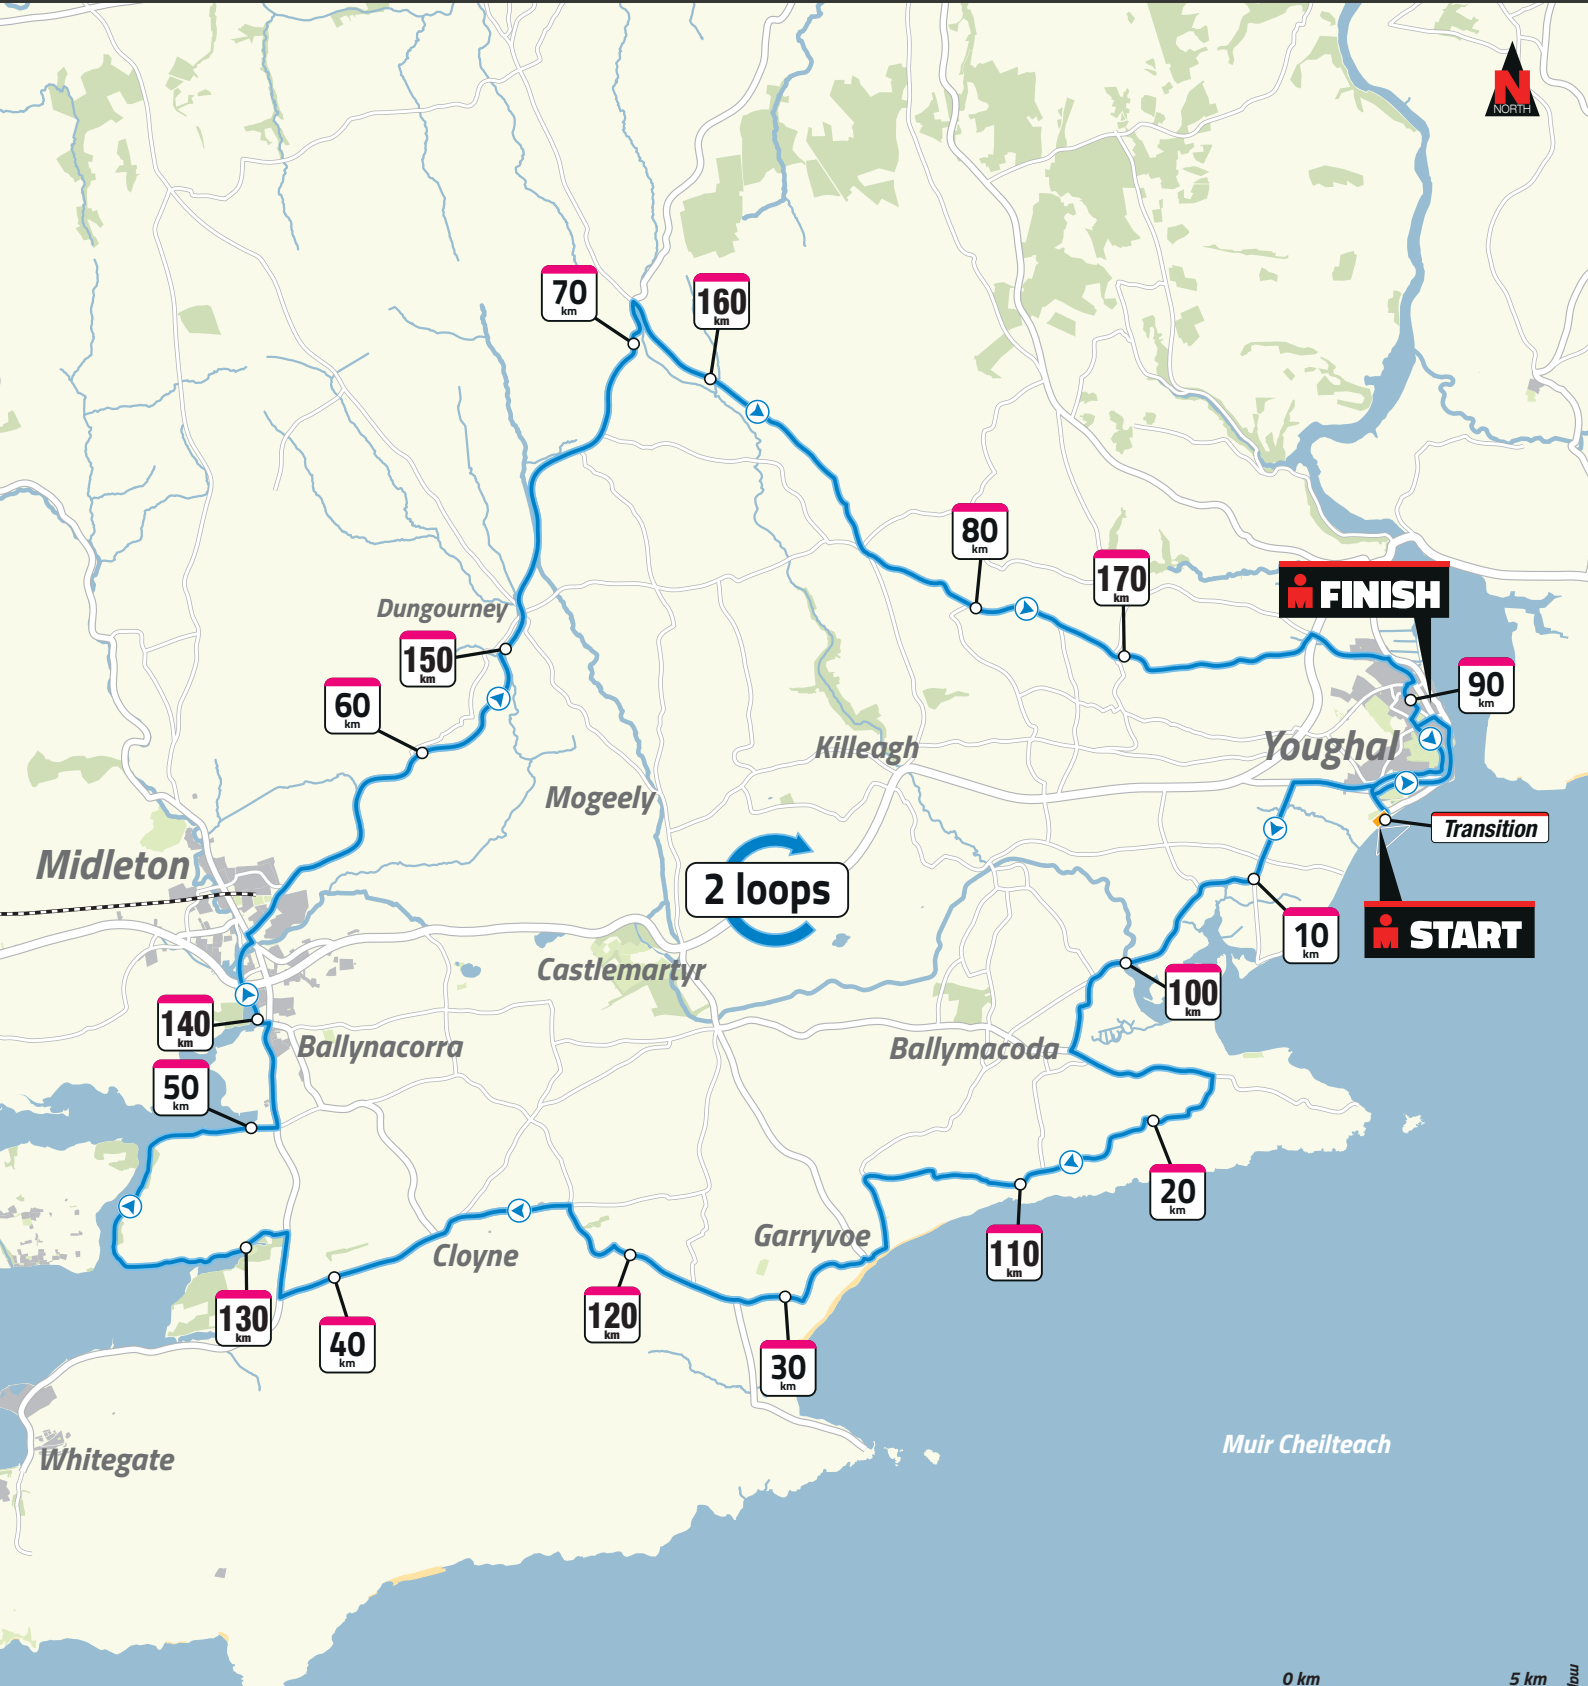 N
NORTH
70
km
160
km
80
km
170
km
FINISH
90
km
Dungourney
150
km
60
km
Youghal
Killeagh
Mogeely
Transition
Midleton
2 loops
10
km
START
Castlemartyr
100
km
140
km
Ballynacorra
Ballymacoda
50
km
20
km
Garryvoe
110
km
Cloyne
130
km
120
km
40
km
30
km
Muir Cheilteach
Whitegate
0 km
5 km